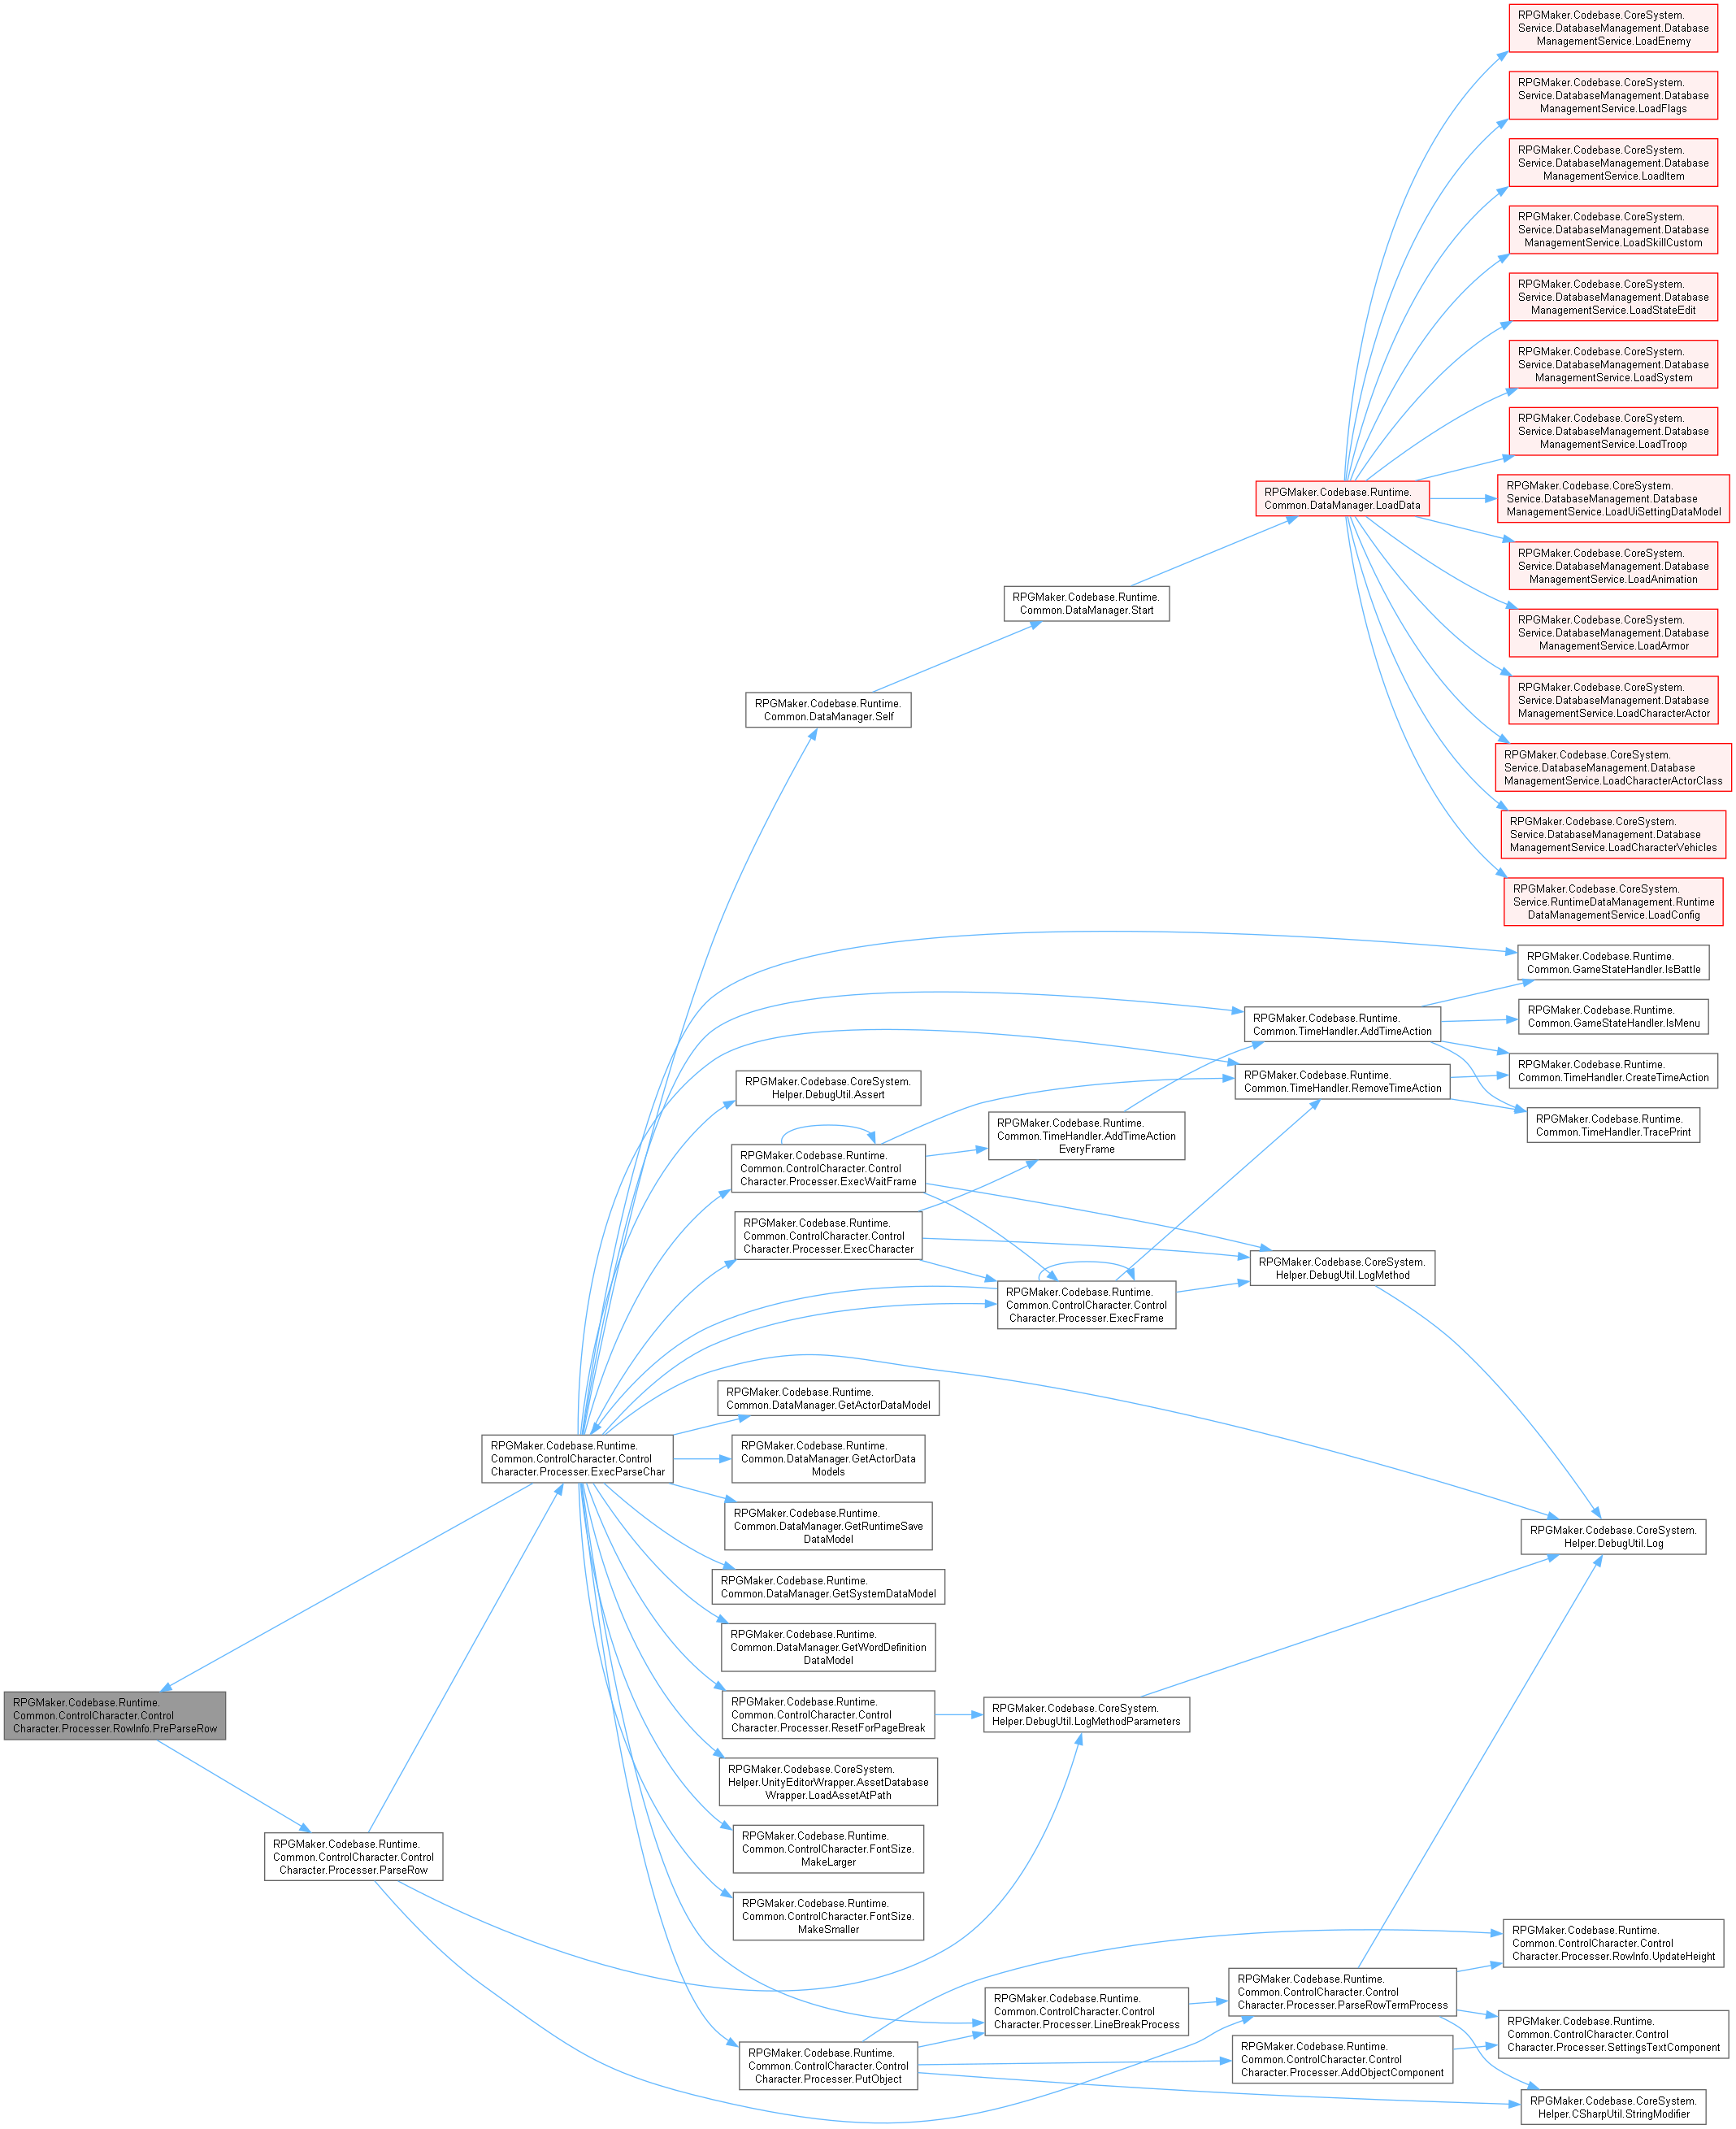 RPGMaker.Codebase.CoreSystem.
Service.DatabaseManagement.Database
ManagementService.LoadEnemy
RPGMaker.Codebase.CoreSystem.
Service.DatabaseManagement.Database
ManagementService.LoadFlags
RPGMaker.Codebase.CoreSystem.
Service.DatabaseManagement.Database
ManagementService.LoadItem
RPGMaker.Codebase.CoreSystem.
Service.DatabaseManagement.Database
ManagementService.LoadSkillCustom
RPGMaker.Codebase.CoreSystem.
Service.DatabaseManagement.Database
ManagementService.LoadStateEdit
RPGMaker.Codebase.CoreSystem.
Service.DatabaseManagement.Database
ManagementService.LoadSystem
RPGMaker.Codebase.CoreSystem.
Service.DatabaseManagement.Database
ManagementService.LoadTroop
RPGMaker.Codebase.Runtime.
Common.DataManager.LoadData
RPGMaker.Codebase.CoreSystem.
Service.DatabaseManagement.Database
ManagementService.LoadUiSettingDataModel
RPGMaker.Codebase.CoreSystem.
Service.DatabaseManagement.Database
ManagementService.LoadAnimation
RPGMaker.Codebase.Runtime.
Common.DataManager.Start
RPGMaker.Codebase.CoreSystem.
Service.DatabaseManagement.Database
ManagementService.LoadArmor
RPGMaker.Codebase.Runtime.
Common.DataManager.Self
RPGMaker.Codebase.CoreSystem.
Service.DatabaseManagement.Database
ManagementService.LoadCharacterActor
RPGMaker.Codebase.CoreSystem.
Service.DatabaseManagement.Database
ManagementService.LoadCharacterActorClass
RPGMaker.Codebase.CoreSystem.
Service.DatabaseManagement.Database
ManagementService.LoadCharacterVehicles
RPGMaker.Codebase.CoreSystem.
Service.RuntimeDataManagement.Runtime
DataManagementService.LoadConfig
RPGMaker.Codebase.Runtime.
Common.GameStateHandler.IsBattle
RPGMaker.Codebase.Runtime.
Common.TimeHandler.AddTimeAction
RPGMaker.Codebase.Runtime.
Common.GameStateHandler.IsMenu
RPGMaker.Codebase.CoreSystem.
Helper.DebugUtil.Assert
RPGMaker.Codebase.Runtime.
Common.TimeHandler.RemoveTimeAction
RPGMaker.Codebase.Runtime.
Common.TimeHandler.CreateTimeAction
RPGMaker.Codebase.Runtime.
Common.TimeHandler.AddTimeAction
EveryFrame
RPGMaker.Codebase.Runtime.
Common.TimeHandler.TracePrint
RPGMaker.Codebase.Runtime.
Common.ControlCharacter.Control
Character.Processer.ExecWaitFrame
RPGMaker.Codebase.Runtime.
Common.ControlCharacter.Control
Character.Processer.ExecCharacter
RPGMaker.Codebase.CoreSystem.
Helper.DebugUtil.LogMethod
RPGMaker.Codebase.Runtime.
Common.ControlCharacter.Control
Character.Processer.ExecFrame
RPGMaker.Codebase.Runtime.
Common.DataManager.GetActorDataModel
RPGMaker.Codebase.Runtime.
Common.ControlCharacter.Control
Character.Processer.ExecParseChar
RPGMaker.Codebase.Runtime.
Common.DataManager.GetActorData
Models
RPGMaker.Codebase.Runtime.
Common.DataManager.GetRuntimeSave
DataModel
RPGMaker.Codebase.CoreSystem.
Helper.DebugUtil.Log
RPGMaker.Codebase.Runtime.
Common.DataManager.GetSystemDataModel
RPGMaker.Codebase.Runtime.
Common.DataManager.GetWordDefinition
DataModel
RPGMaker.Codebase.Runtime.
Common.ControlCharacter.Control
Character.Processer.RowInfo.PreParseRow
RPGMaker.Codebase.Runtime.
Common.ControlCharacter.Control
Character.Processer.ResetForPageBreak
RPGMaker.Codebase.CoreSystem.
Helper.DebugUtil.LogMethodParameters
RPGMaker.Codebase.CoreSystem.
Helper.UnityEditorWrapper.AssetDatabase
Wrapper.LoadAssetAtPath
RPGMaker.Codebase.Runtime.
Common.ControlCharacter.Control
Character.Processer.ParseRow
RPGMaker.Codebase.Runtime.
Common.ControlCharacter.FontSize.
MakeLarger
RPGMaker.Codebase.Runtime.
Common.ControlCharacter.FontSize.
MakeSmaller
RPGMaker.Codebase.Runtime.
Common.ControlCharacter.Control
Character.Processer.RowInfo.UpdateHeight
RPGMaker.Codebase.Runtime.
Common.ControlCharacter.Control
Character.Processer.ParseRowTermProcess
RPGMaker.Codebase.Runtime.
Common.ControlCharacter.Control
Character.Processer.LineBreakProcess
RPGMaker.Codebase.Runtime.
Common.ControlCharacter.Control
Character.Processer.SettingsTextComponent
RPGMaker.Codebase.Runtime.
Common.ControlCharacter.Control
Character.Processer.PutObject
RPGMaker.Codebase.Runtime.
Common.ControlCharacter.Control
Character.Processer.AddObjectComponent
RPGMaker.Codebase.CoreSystem.
Helper.CSharpUtil.StringModifier